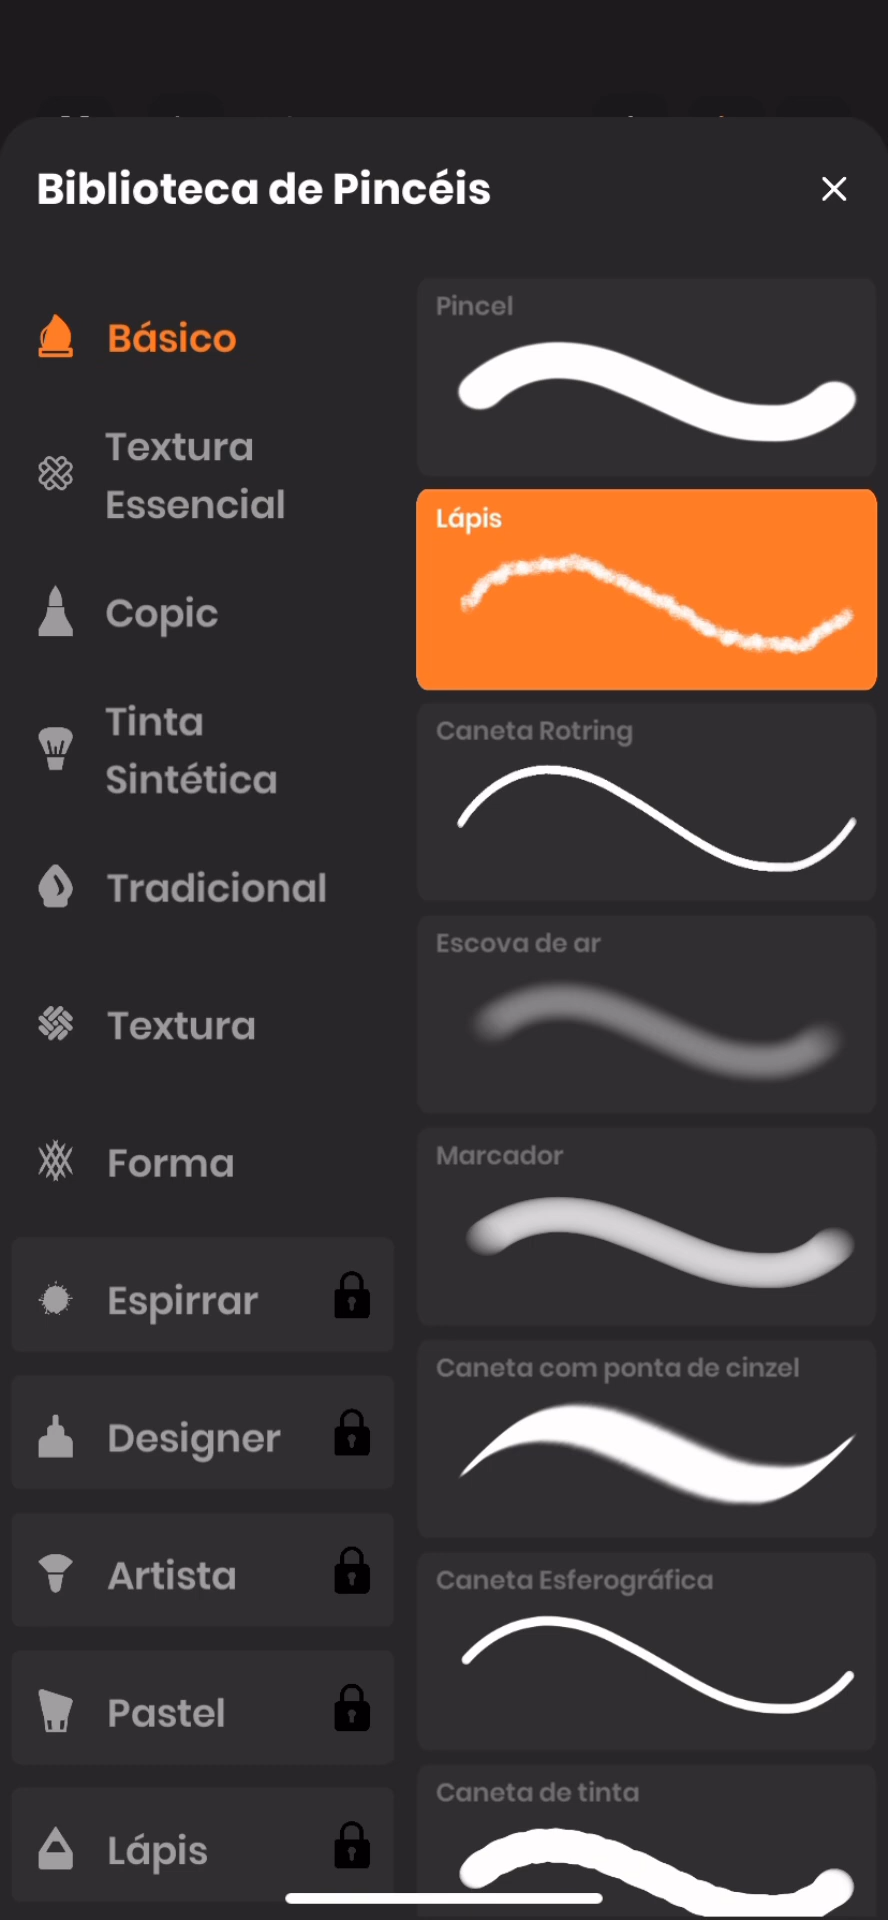 Biblioteca de Pincéis
Básico
Textura
Essencial
Copic
Tinta
Sintética
Tradicional
Textura
Forma
Espirrar
Designer
Artista
Pastel
Lápis
Pincel
Lápis
Caneta Rotring
Escova de ar
Marcador
Caneta com ponta de cinzel
Caneta Esferográfica
Caneta de tinta